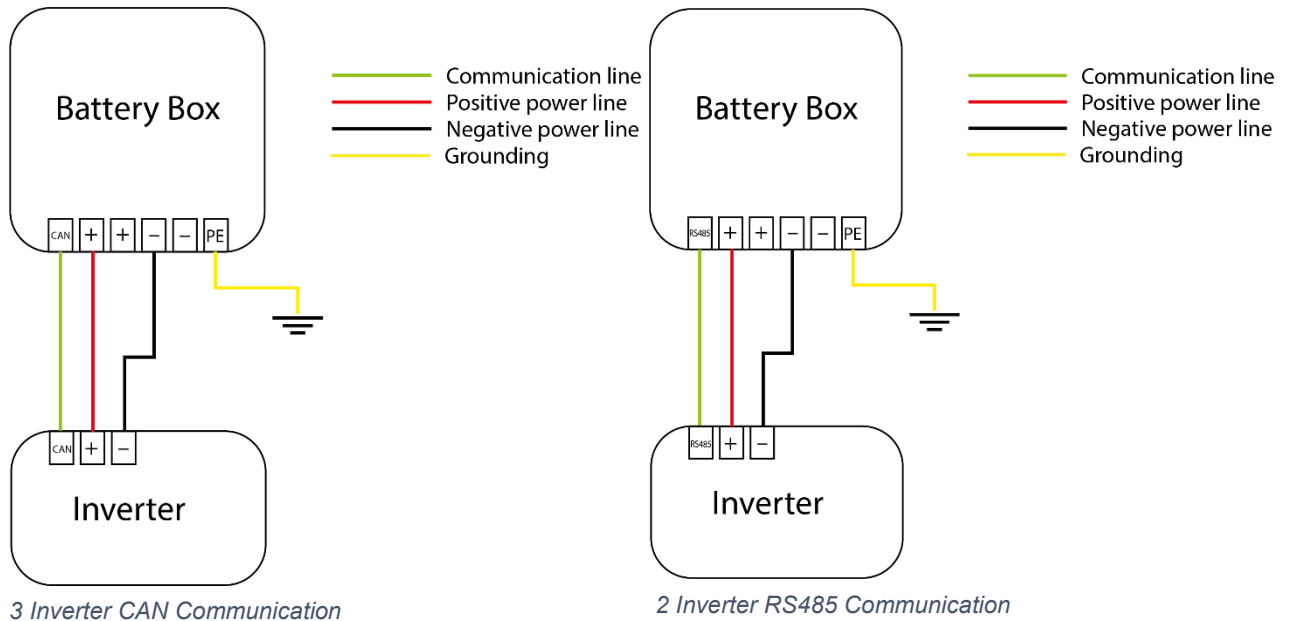 Battery Box
Communication line
Positive power line
Negative power line
Grounding
CAN + + − − PE
CAN + −
Inverter
3 Inverter CAN Communication
Battery Box
Communication line
Positive power line
Negative power line
Grounding
RS485 + + − − PE
RS485 + −
Inverter
2 Inverter RS485 Communication